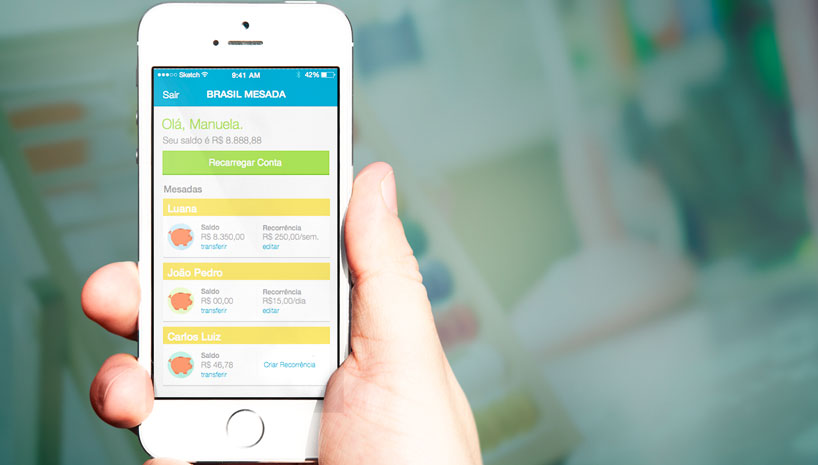 Sketch 9:41 AM 42%
Sair BRASIL MESADA
Olá, Manuela.
Seu saldo é R$ 8.888,88
Recarregar Conta
Mesadas
Luana
Saldo Recorrência
R$ 8.350,00 R$ 250,00/sem.
transferir editar
João Pedro
Saldo Recorrência
R$ 00,00 R$15,00/dia
transferir editar
Carlos Luiz
Saldo
R$ 46,78 Criar Recorrência
transferir